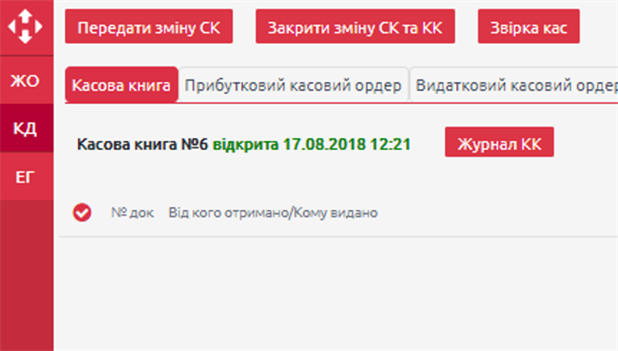 Передати зміну СК Закрити зміну СК та КК Звірка кас
ЖО
Касова книга Прибутковий касовий ордер Видатковий касовий ордер
КД
Касова книга №6 відкрита 17.08.2018 12:21 Журнал КК
ЕГ
№ док Від кого отримано/Кому видано